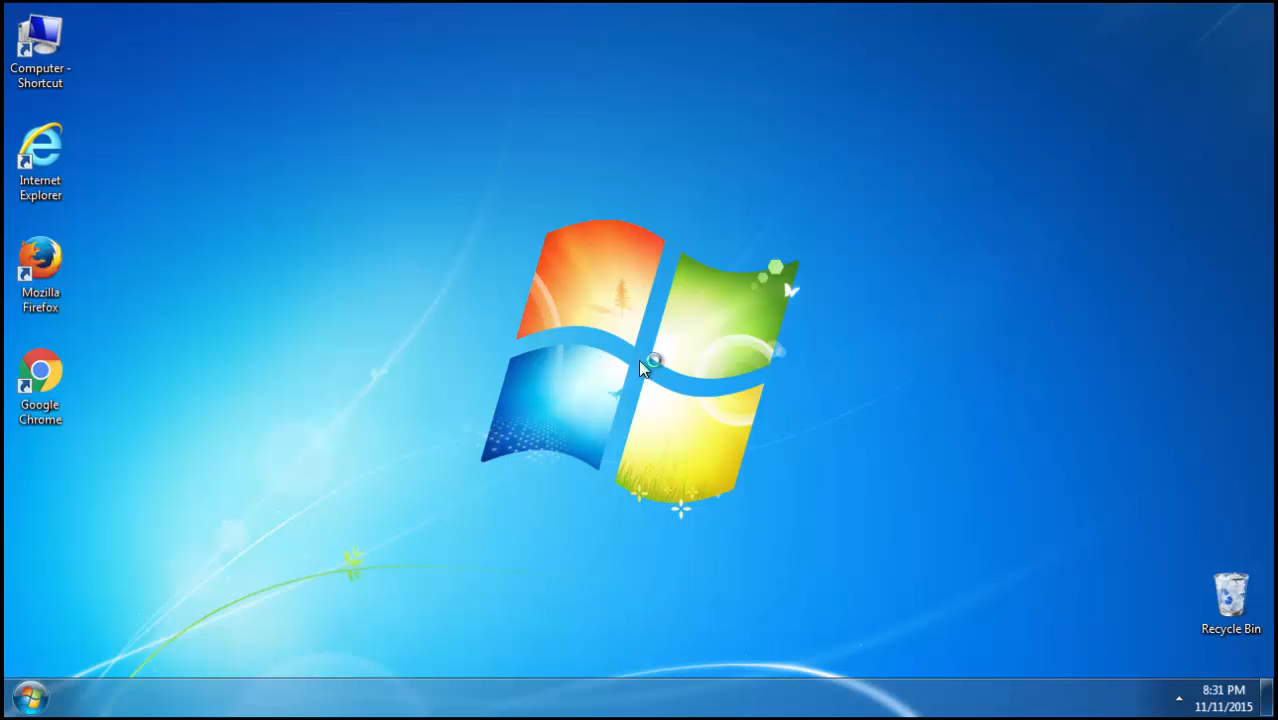 Computer -
Shortcut
Internet
Explorer
Mozilla
Firefox
Google
Chrome
Recycle Bin
8:31 PM
11/11/2015